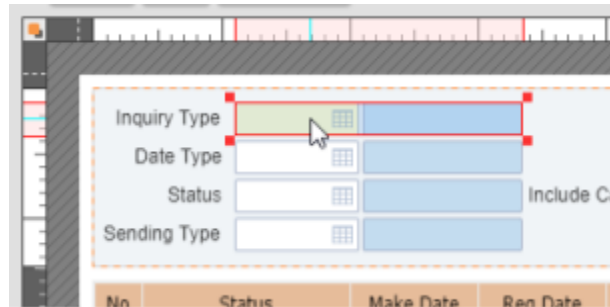 Inquiry Type
Date Type
Status Include
Sending Type
No Status Make Date Req Date